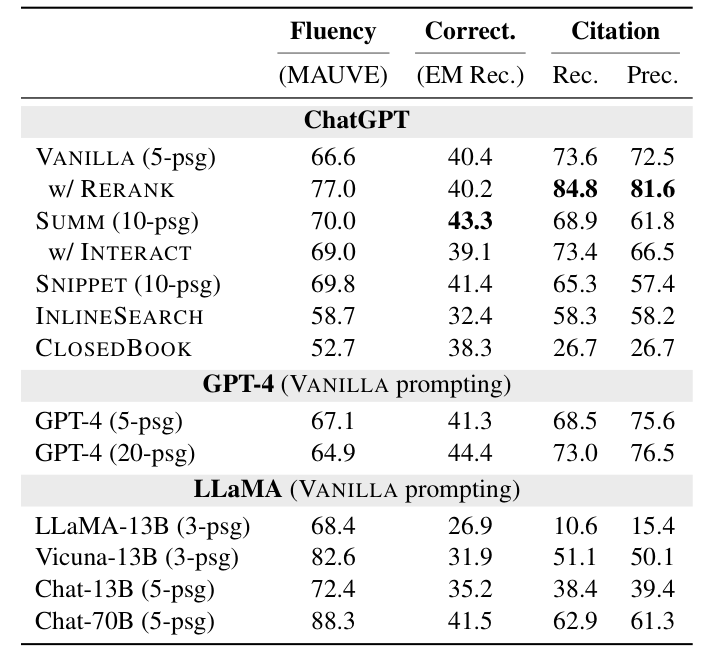 Fluency Correct. Citation
(MAUVE) (EM Rec.) Rec. Prec.
ChatGPT
VANILLA (5-psg) 66.6 40.4 73.6 72.5
w/ RERANK 77.0 40.2 84.8 81.6
SUMM (10-psg) 70.0 43.3 68.9 61.8
w/ INTERACT 69.0 39.1 73.4 66.5
SNIPPET (10-psg) 69.8 41.4 65.3 57.4
INLINESEARCH 58.7 32.4 58.3 58.2
CLOSEDBOOK 52.7 38.3 26.7 26.7
GPT-4 (VANILLA prompting)
GPT-4 (5-psg) 67.1 41.3 68.5 75.6
GPT-4 (20-psg) 64.9 44.4 73.0 76.5
LLaMA (VANILLA prompting)
LLaMA-13B (3-psg) 68.4 26.9 10.6 15.4
Vicuna-13B (3-psg) 82.6 31.9 51.1 50.1
Chat-13B (5-psg) 72.4 35.2 38.4 39.4
Chat-70B (5-psg) 88.3 41.5 62.9 61.3